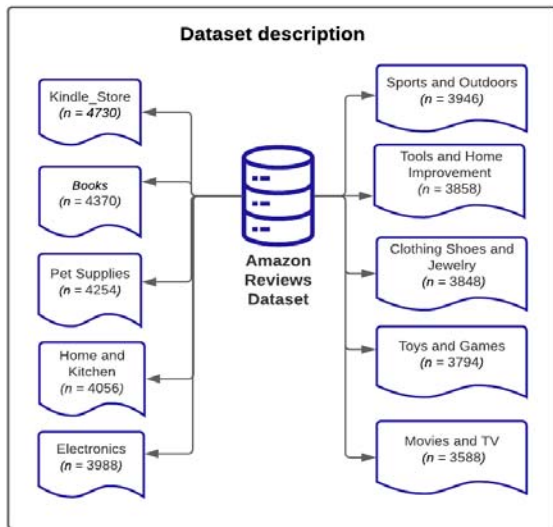 Dataset description
Kindle_Store
(n = 4730)
Books
(n = 4370)
Pet Supplies
(n = 4254)
Home and
Kitchen
(n = 4056)
Electronics
(n = 3988)
Amazon
Reviews
Dataset
Sports and Outdoors
(n = 3946)
Tools and Home
Improvement
(n = 3858)
Clothing Shoes and
Jewelry
(n = 3848)
Toys and Games
(n = 3794)
Movies and TV
(n = 3588)